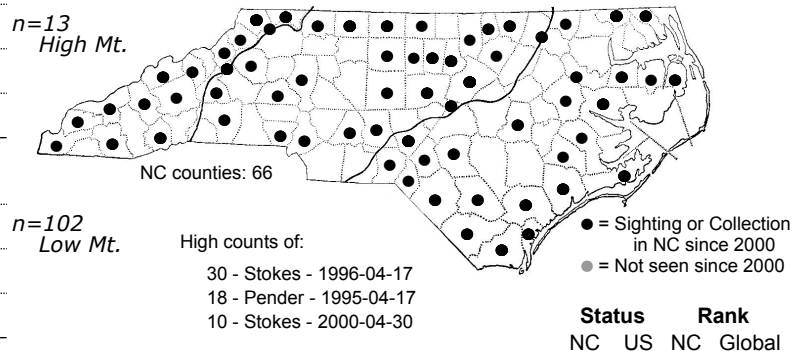 n=13
High Mt.
NC counties: 66
n=102
Low Mt.
High counts of:
30 - Stokes - 1996-04-17
18 - Pender - 1995-04-17
10 - Stokes - 2000-04-30
● = Sighting or Collection
in NC since 2000
● = Not seen since 2000
Status Rank
NC US NC Global